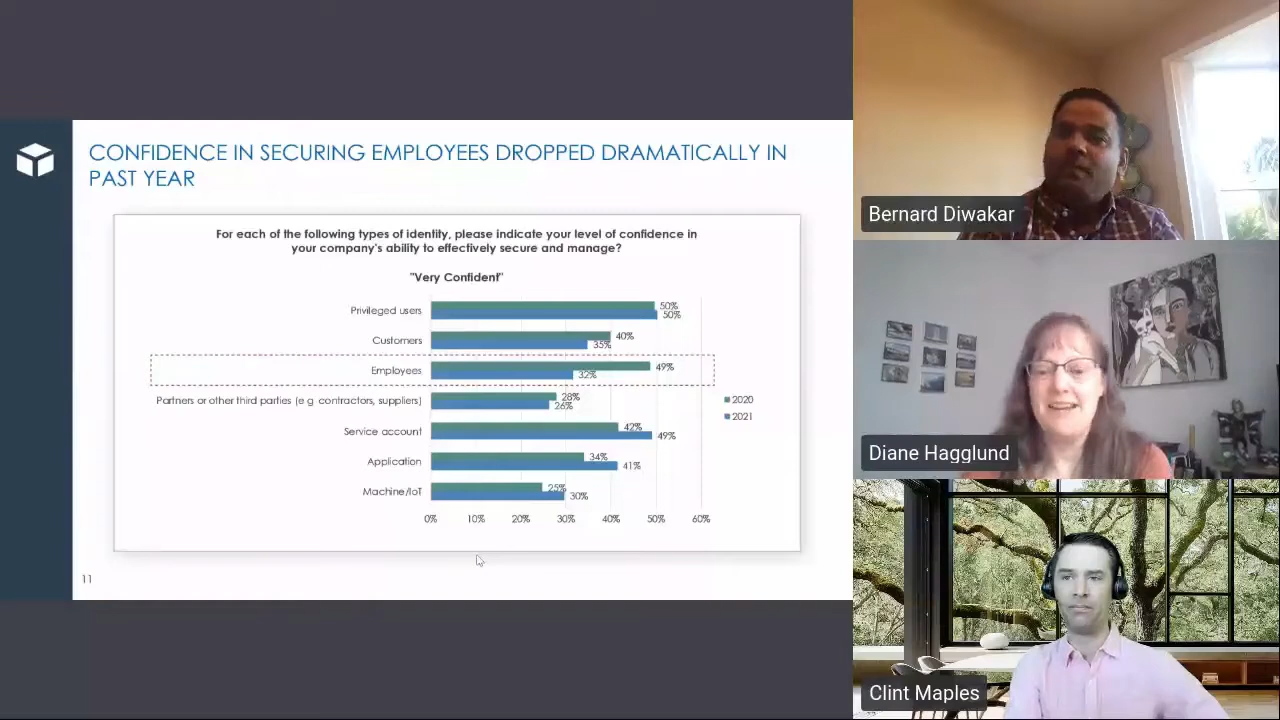 CONFIDENCE IN SECURING EMPLOYEES DROPPED DRAMATICALLY IN
PAST YEAR
For each of the following types of identity, please indicate your level of confidence in
your company's ability to effectively secure and manage?
"Very Confident"
Privileged users
50%
50%
Customers
40%
35%
Employees
49%
32%
Partners or other third parties (e g contractors, suppliers)
28%
26%
Service account
42%
49%
Application
34%
41%
Machine/IoT
25%
30%
0% 10% 20% 30% 40% 50% 60%
2020
2021
11
Bernard Diwakar
Diane Hagglund
Clint Maples